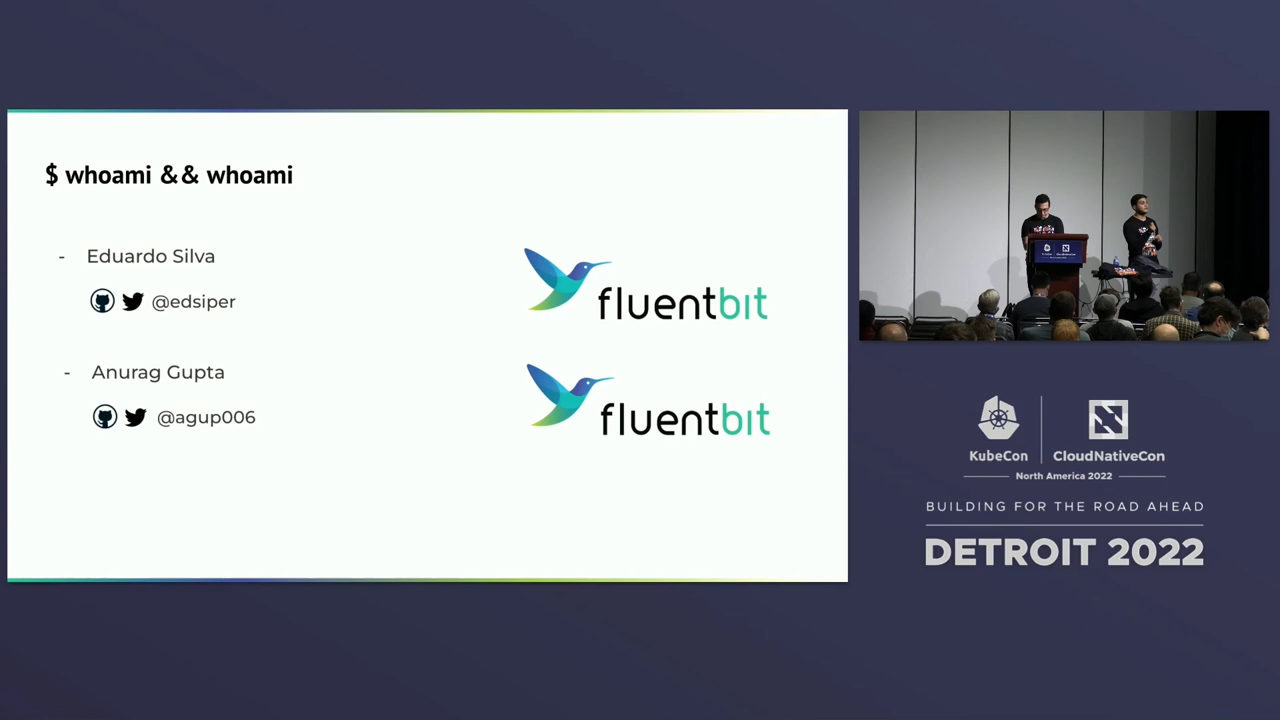 $ whoami && whoami
- Eduardo Silva
@edsiper
fluentbit
- Anurag Gupta
@agup006
fluentbit
KubeCon
CloudNativeCon
North America 2022
BUILDING FOR THE ROAD AHEAD
DETROIT 2022